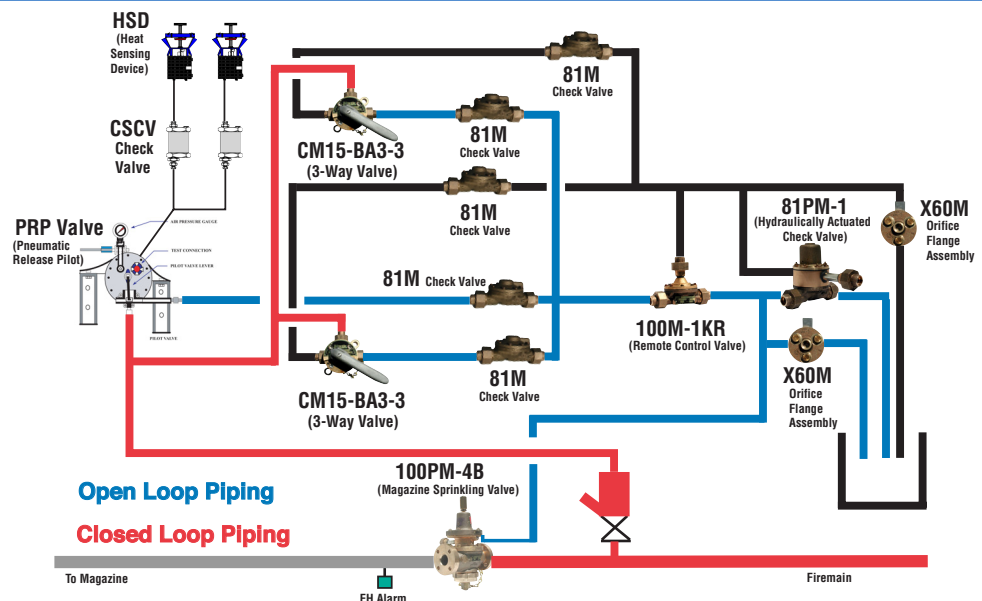 HSD
(Heat
Sensing
Device)
CSCV
Check
Valve
PRP Valve
(Pneumatic
Release Pilot)
AIR PRESSURE GAUGE
TEST CONNECTION
PILOT VALVE LEVER
PILOT VALVE
81M
Check Valve
CM15-BA3-3
(3-Way Valve)
81M
Check Valve
81M
Check Valve
81M Check Valve
81M
Check Valve
CM15-BA3-3
(3-Way Valve)
100M-1KR
(Remote Control Valve)
81PM-1
(Hydraulically Actuated
Check Valve)
X60M
Orifice
Flange
Assembly
X60M
Orifice
Flange
Assembly
100PM-4B
(Magazine Sprinkling Valve)
Open Loop Piping
Closed Loop Piping
To Magazine
FH Alarm
Firemain